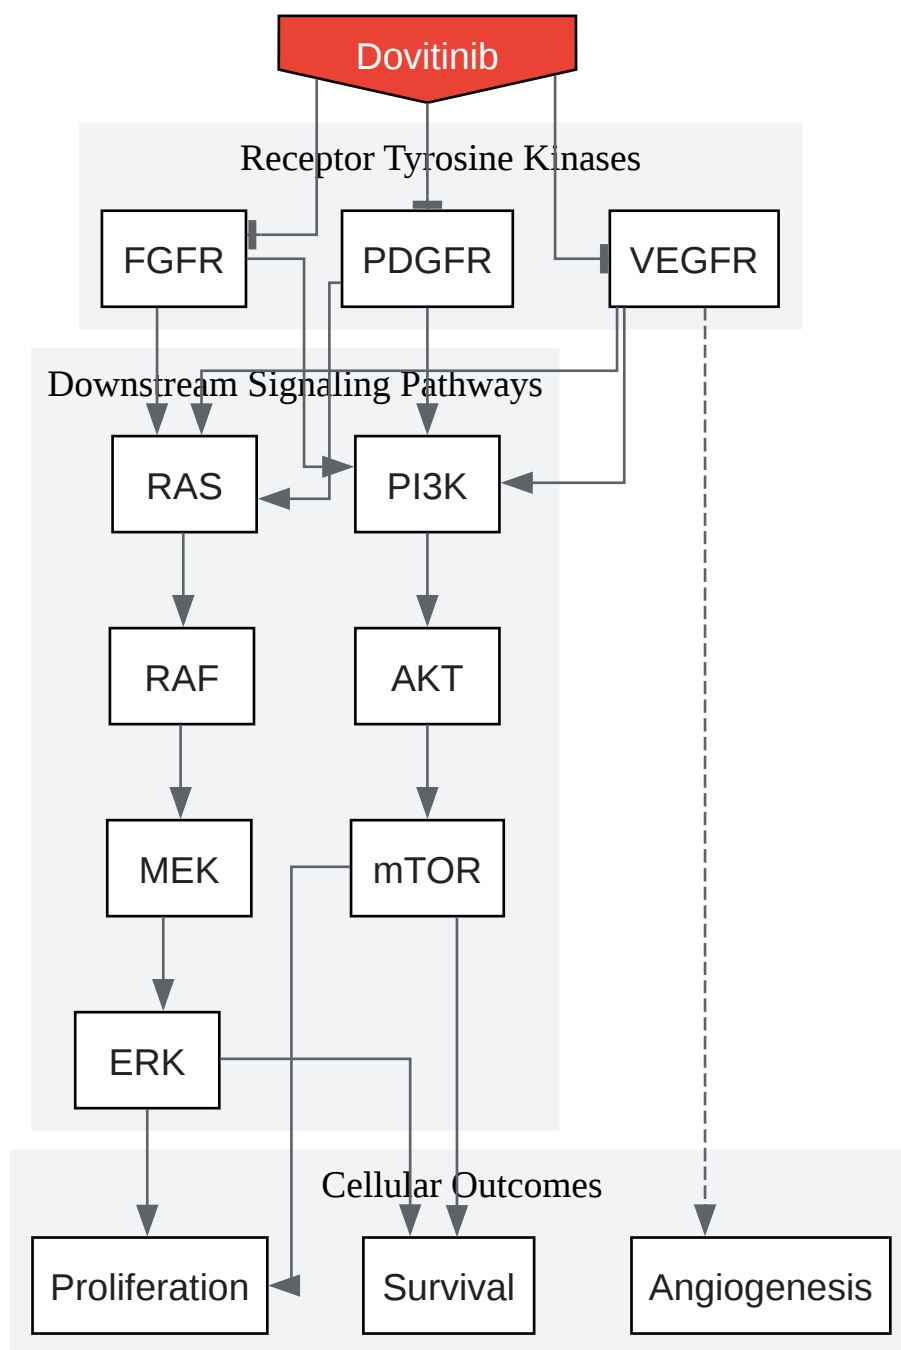 Dovitinib
Receptor Tyrosine Kinases
FGFR
PDGFR
VEGFR
Downstream Signaling Pathways
RAS
PI3K
RAF
AKT
MEK
mTOR
ERK
Cellular Outcomes
Proliferation
Survival
Angiogenesis